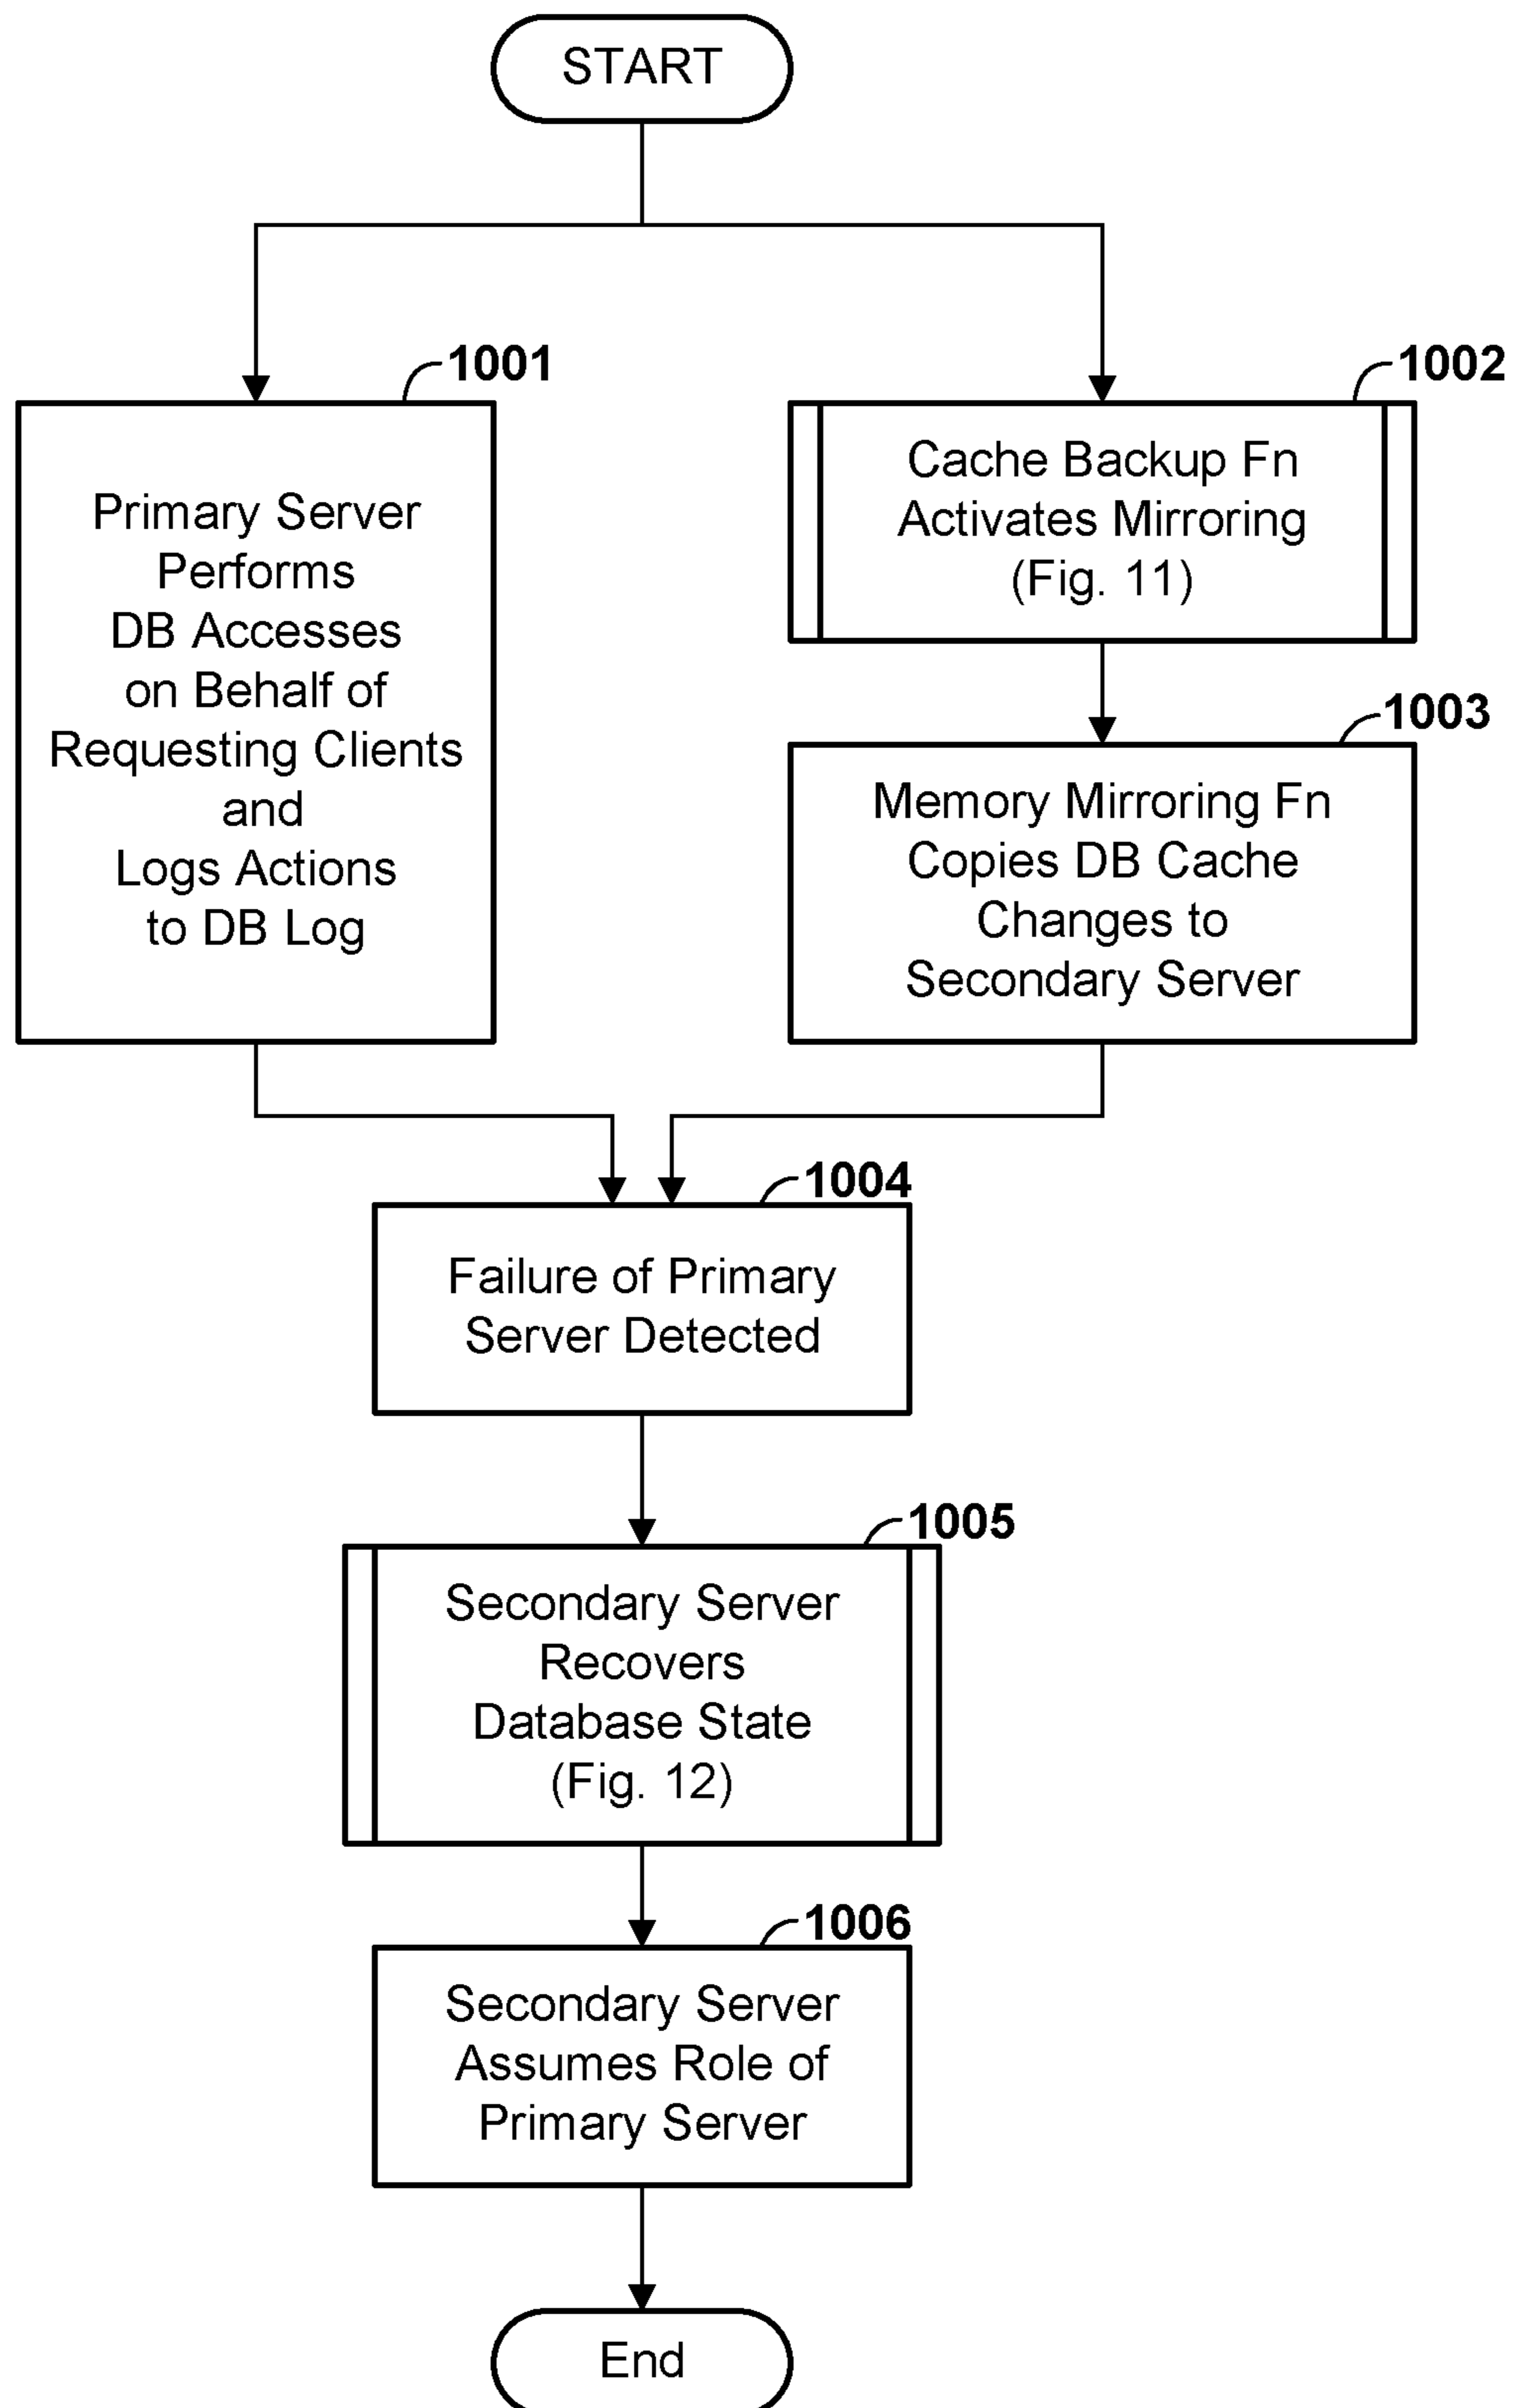 START
1001
Primary Server
Performs
DB Accesses
on Behalf of
Requesting Clients
and
Logs Actions
to DB Log
1002
Cache Backup Fn
Activates Mirroring
(Fig. 11)
1003
Memory Mirroring Fn
Copies DB Cache
Changes to
Secondary Server
1004
Failure of Primary
Server Detected
1005
Secondary Server
Recovers
Database State
(Fig. 12)
1006
Secondary Server
Assumes Role of
Primary Server
End